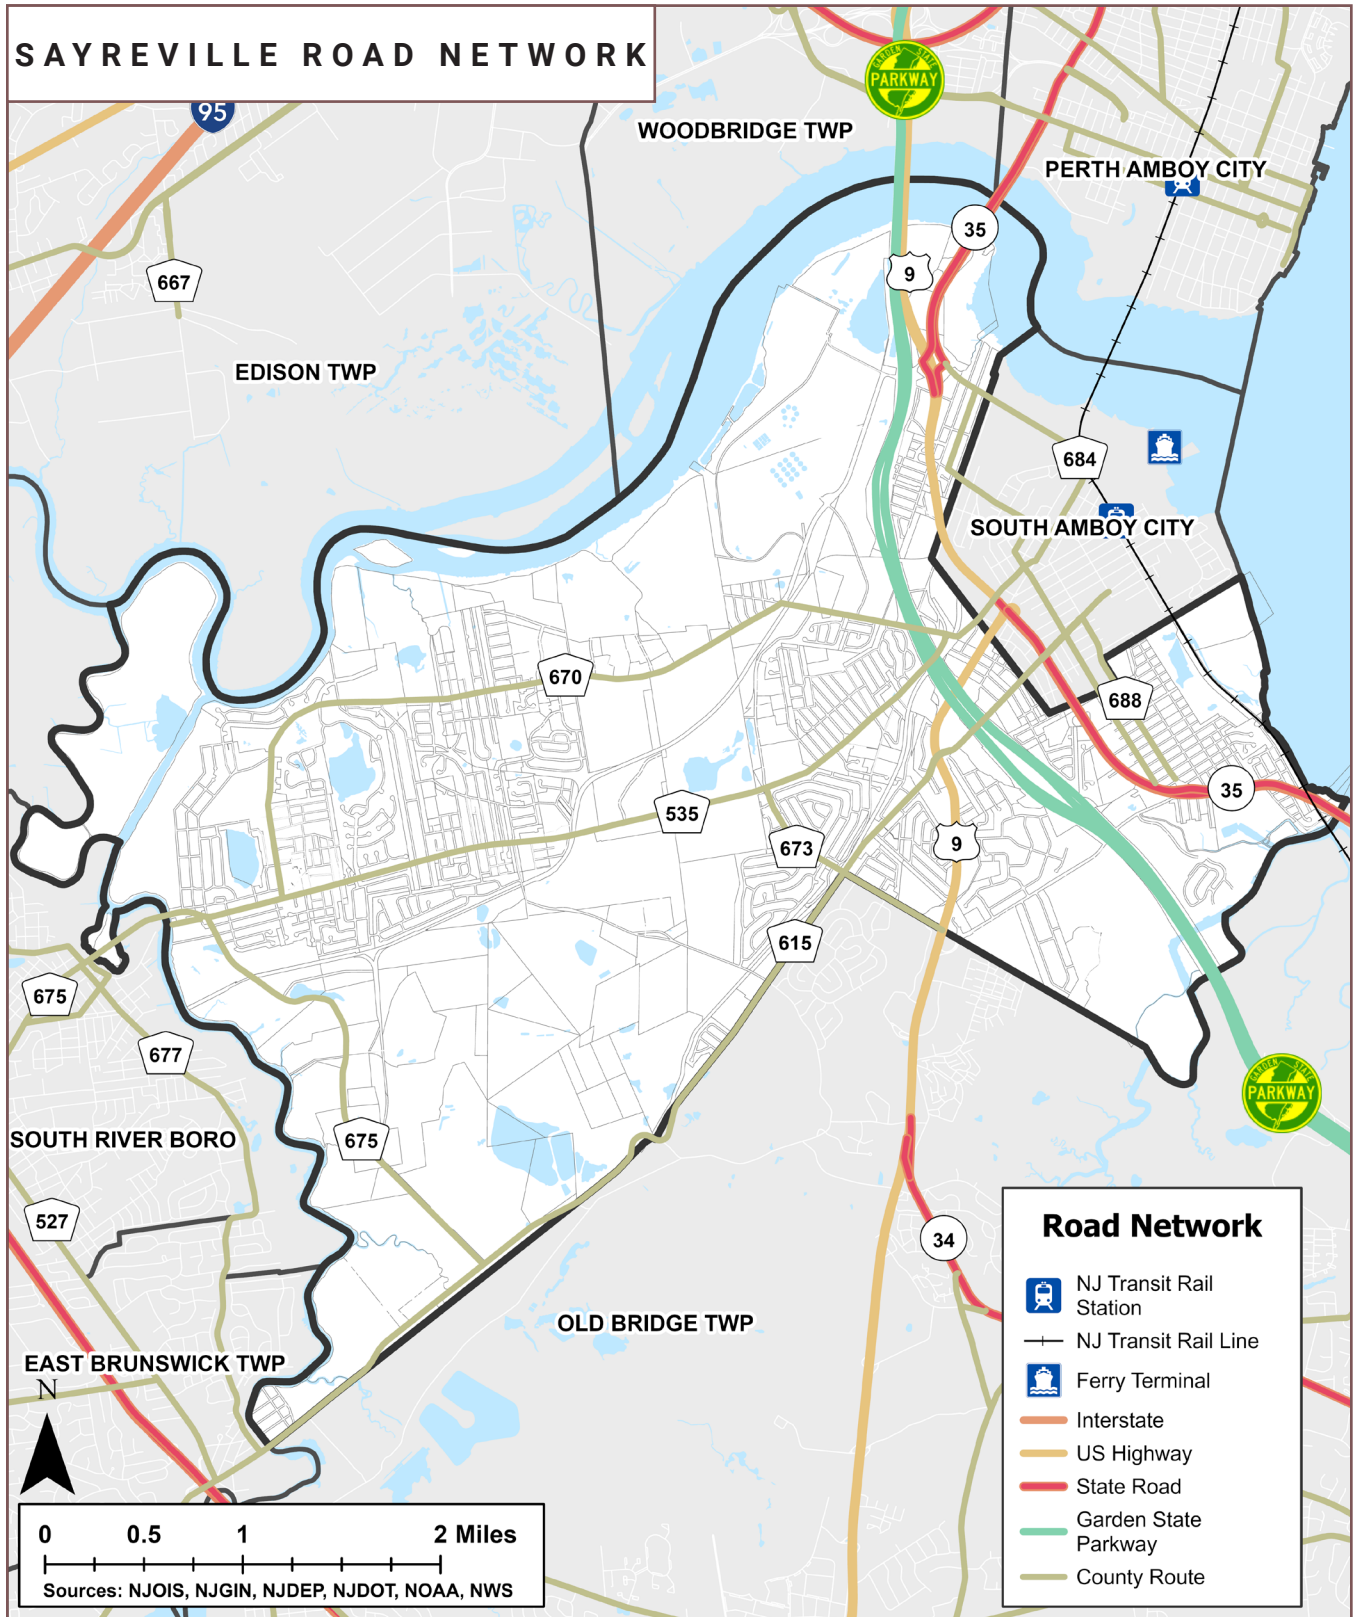 SAYREVILLE ROAD NETWORK
GARDEN STATE
PARKWAY
95
WOODBRIDGE TWP
PERTH AMBOY CITY
35
9
667
EDISON TWP
684
SOUTH AMBOY CITY
670
688
35
535
673
9
615
675
677
GARDEN STATE
PARKWAY
SOUTH RIVER BORO
675
527
34
OLD BRIDGE TWP
EAST BRUNSWICK TWP
N
Road Network
NJ Transit Rail
Station
NJ Transit Rail Line
Ferry Terminal
Interstate
US Highway
State Road
Garden State
Parkway
County Route
0 0.5 1 2 Miles
Sources: NJOIS, NJGIN, NJDEP, NJDOT, NOAA, NWS